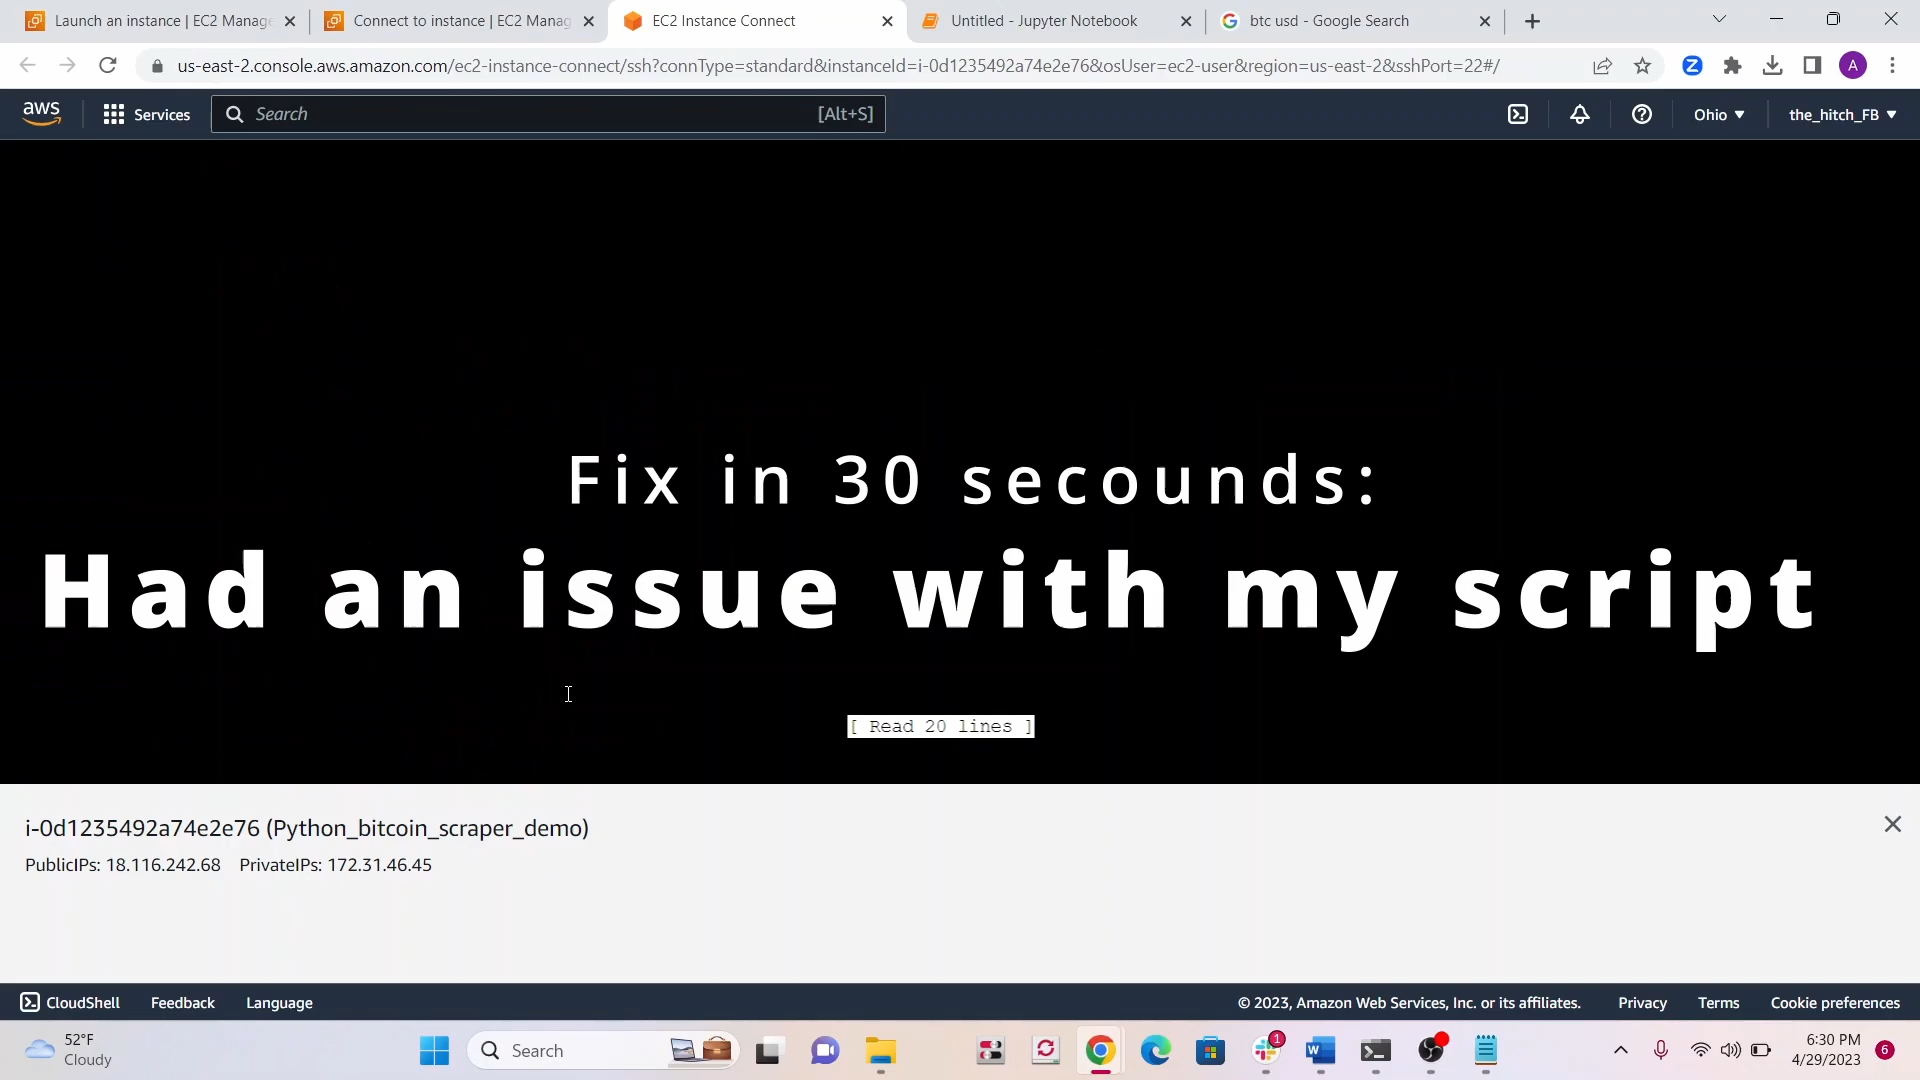 Launch an instance | EC2 Manage
Connect to instance | EC2 Manag
EC2 Instance Connect
Untitled - Jupyter Notebook
btc usd - Google Search
us-east-2.console.aws.amazon.com/ec2-instance-connect/ssh?connType=standard&instanceId=i-0d1235492a74e2e76&osUser=ec2-user&region=us-east-2&sshPort=22#/
A
aws
Services
Search
[Alt+S]
Ohio
the_hitch_FB
Fix in 30 secounds:
Had an issue with my script
[ Read 20 lines ]
i-0d1235492a74e2e76 (Python_bitcoin_scraper_demo)
PublicIPs: 18.116.242.68 PrivateIPs: 172.31.46.45
CloudShell
Feedback
Language
© 2023, Amazon Web Services, Inc. or its affiliates.
Privacy
Terms
Cookie preferences
52°F
Cloudy
Search
1
6:30 PM
4/29/2023
6